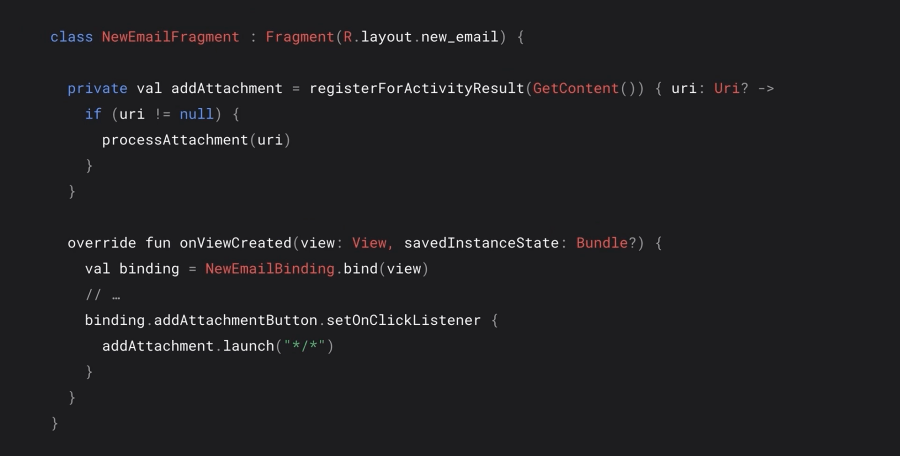 class NewEmailFragment : Fragment(R.layout.new_email) {
private val addAttachment = registerForActivityResult(GetContent()) { uri: Uri? ->
if (uri != null) {
processAttachment(uri)
}
}
override fun onViewCreated(view: View, savedInstanceState: Bundle?) {
val binding = NewEmailBinding.bind(view)
// …
binding.addAttachmentButton.setOnClickListener {
addAttachment.launch("*/*")
}
}
}